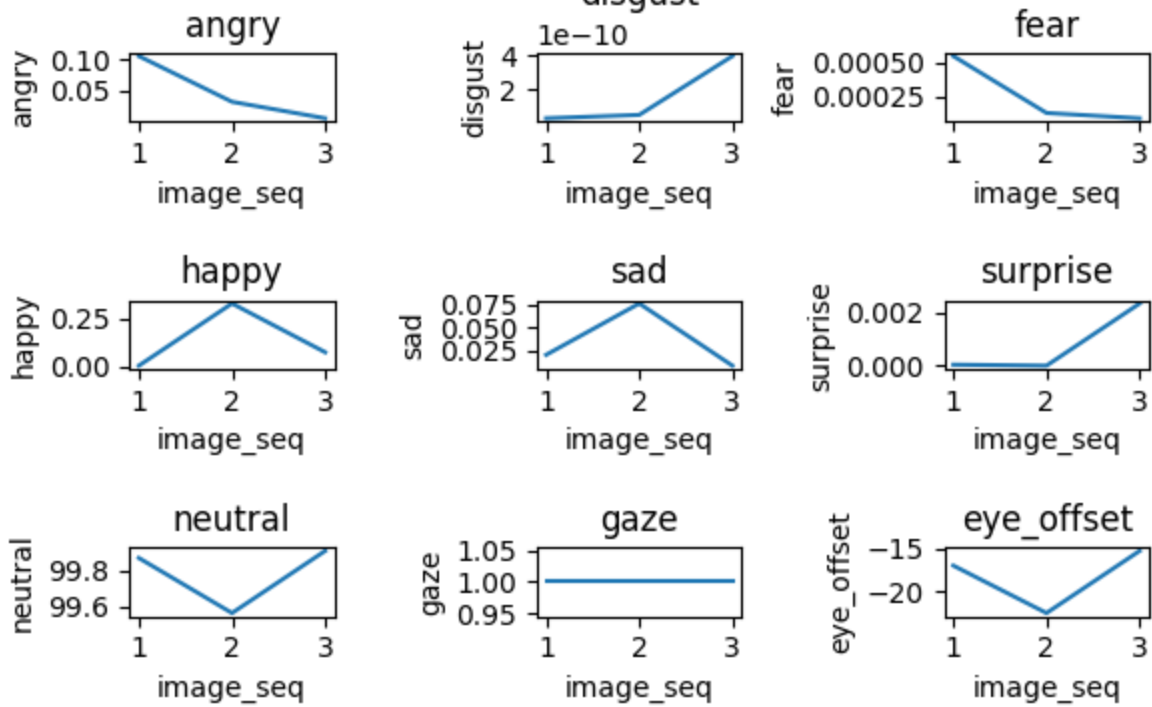 angry
angry
0.10
0.05
1 2 3
image_seq
disgust
1e−10
disgust
4
2
1 2 3
image_seq
fear
fear
0.00050
0.00025
1 2 3
image_seq
happy
happy
0.25
0.00
1 2 3
image_seq
sad
sad
0.075
0.050
0.025
1 2 3
image_seq
surprise
surprise
0.002
0.000
1 2 3
image_seq
neutral
neutral
99.8
99.6
1 2 3
image_seq
gaze
gaze
1.05
1.00
0.95
1 2 3
image_seq
eye_offset
eye_offset
−15
−20
1 2 3
image_seq